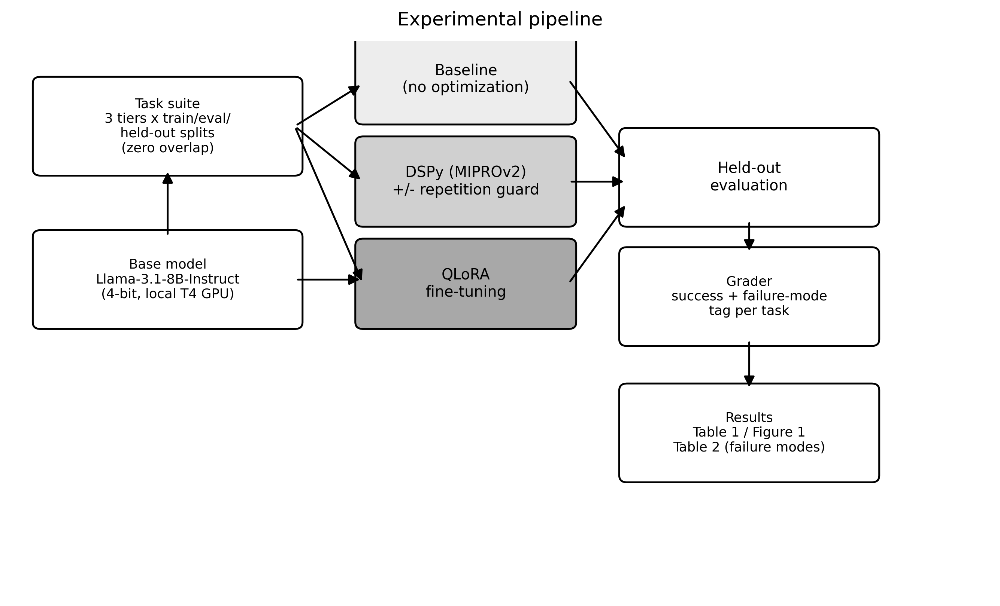 Experimental pipeline
Task suite
3 tiers x train/eval/
held-out splits
(zero overlap)
Base model
Llama-3.1-8B-Instruct
(4-bit, local T4 GPU)
Baseline
(no optimization)
DSPy (MIPROv2)
+/- repetition guard
QLoRA
fine-tuning
Held-out
evaluation
Grader
success + failure-mode
tag per task
Results
Table 1 / Figure 1
Table 2 (failure modes)